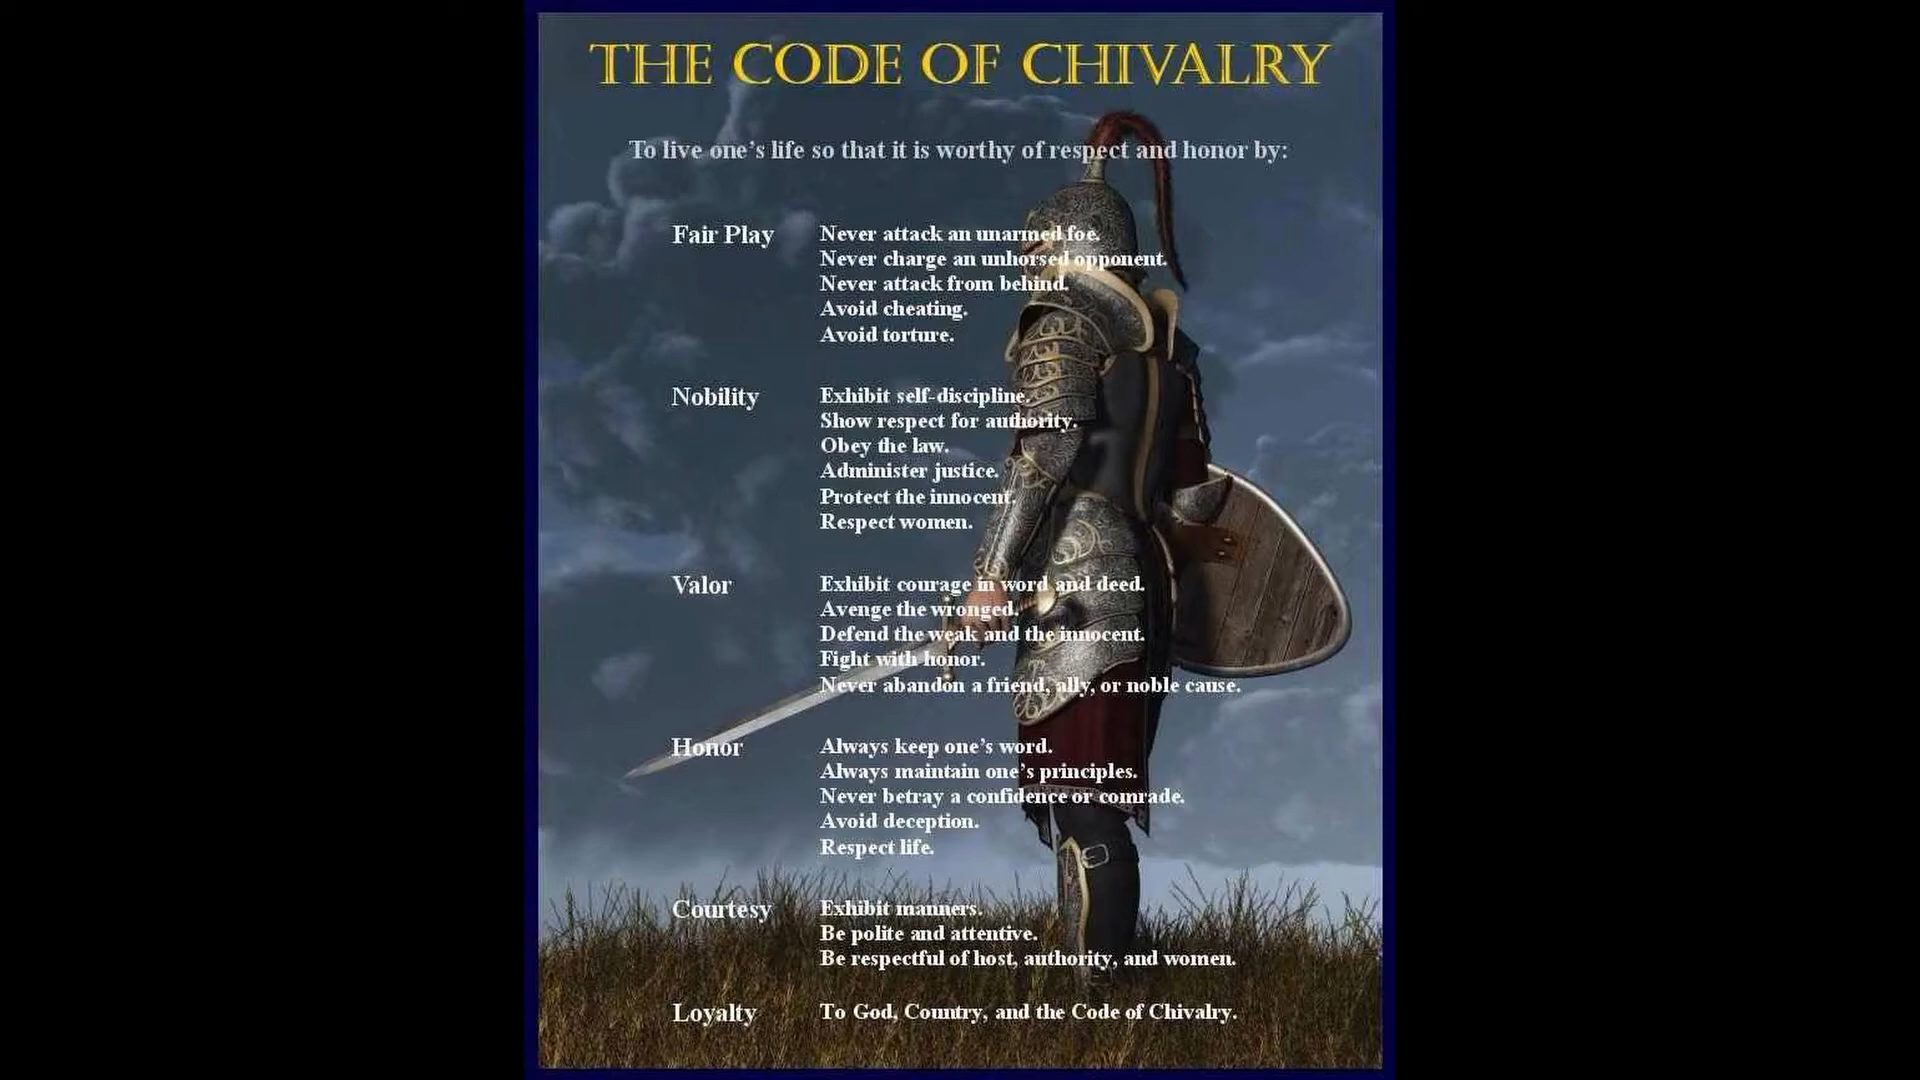 THE CODE OF CHIVALRY
To live one's life so that it is worthy of respect and honor by:
Fair Play Never attack an unarmed foe.
Never charge an unhorsed opponent.
Never attack from behind.
Avoid cheating.
Avoid torture.
Nobility Exhibit self-discipline.
Show respect for authority.
Obey the law.
Administer justice.
Protect the innocent.
Respect women.
Valor Exhibit courage in word and deed.
Avenge the wronged.
Defend the weak and the innocent.
Fight with honor.
Never abandon a friend, ally, or noble cause.
Honor Always keep one's word.
Always maintain one's principles.
Never betray a confidence or comrade.
Avoid deception.
Respect life.
Courtesy Exhibit manners.
Be polite and attentive.
Be respectful of host, authority, and women.
Loyalty To God, Country, and the Code of Chivalry.